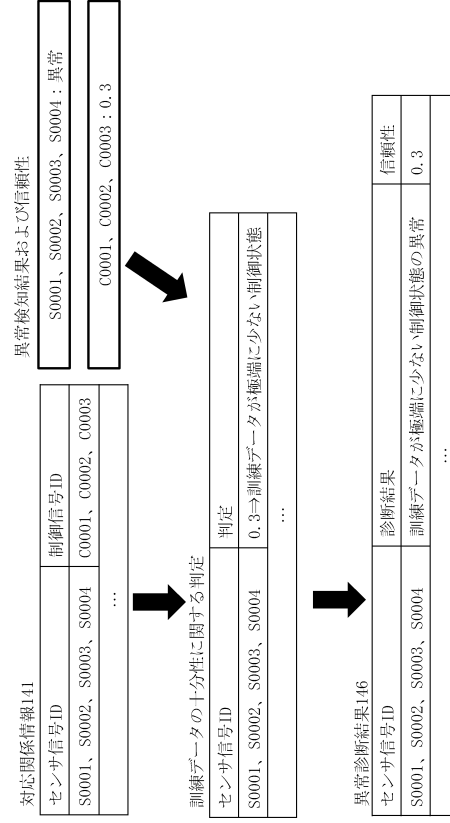 対応関係情報141
センサ信号ID 制御信号ID
S0001、S0002、S0003、S0004 C0001、C0002、C0003
…
異常検知結果および信頼性
S0001、S0002、S0003、S0004：異常
C0001、C0002、C0003：0.3
訓練データの十分性に関する判定
センサ信号ID 判定
S0001、S0002、S0003、S0004 0.3⇒訓練データが極端に少ない制御状態
…
異常診断結果146
センサ信号ID 診断結果 信頼性
S0001、S0002、S0003、S0004 訓練データが極端に少ない制御状態の異常 0.3
…